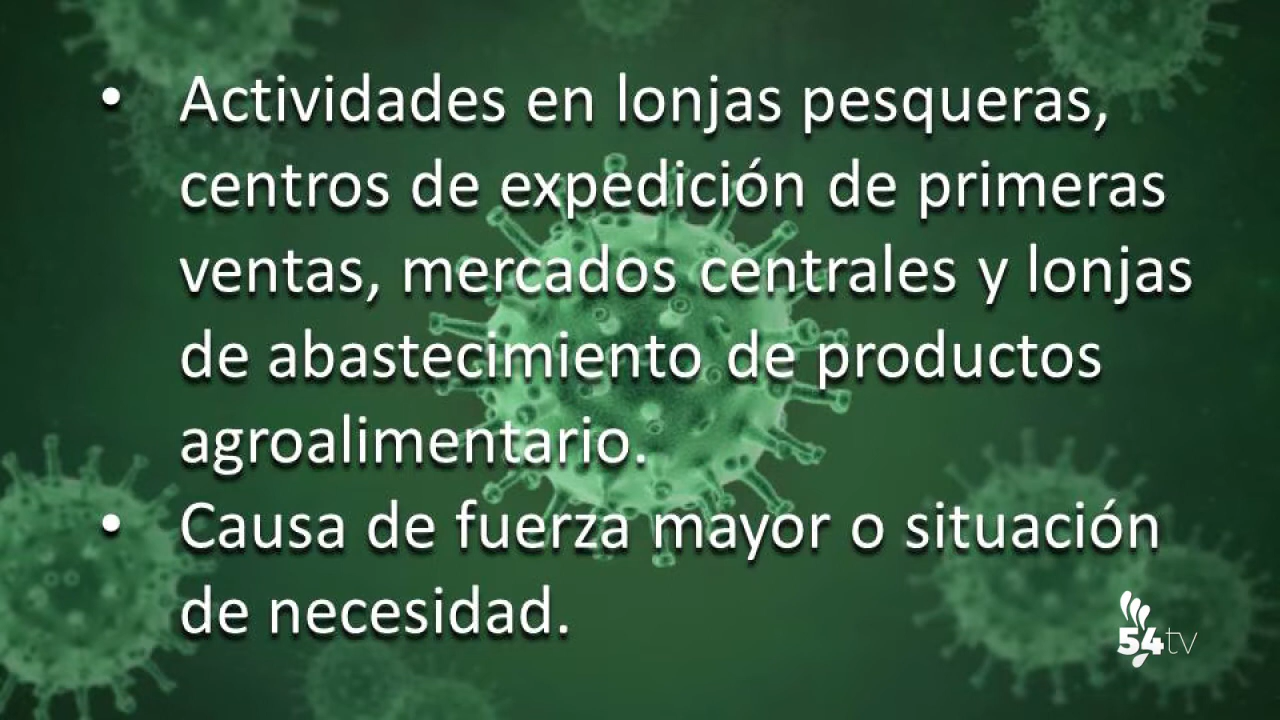 • Actividades en lonjas pesqueras,
centros de expedición de primeras
ventas, mercados centrales y lonjas
de abastecimiento de productos
agroalimentario.
• Causa de fuerza mayor o situación
de necesidad.
54tv